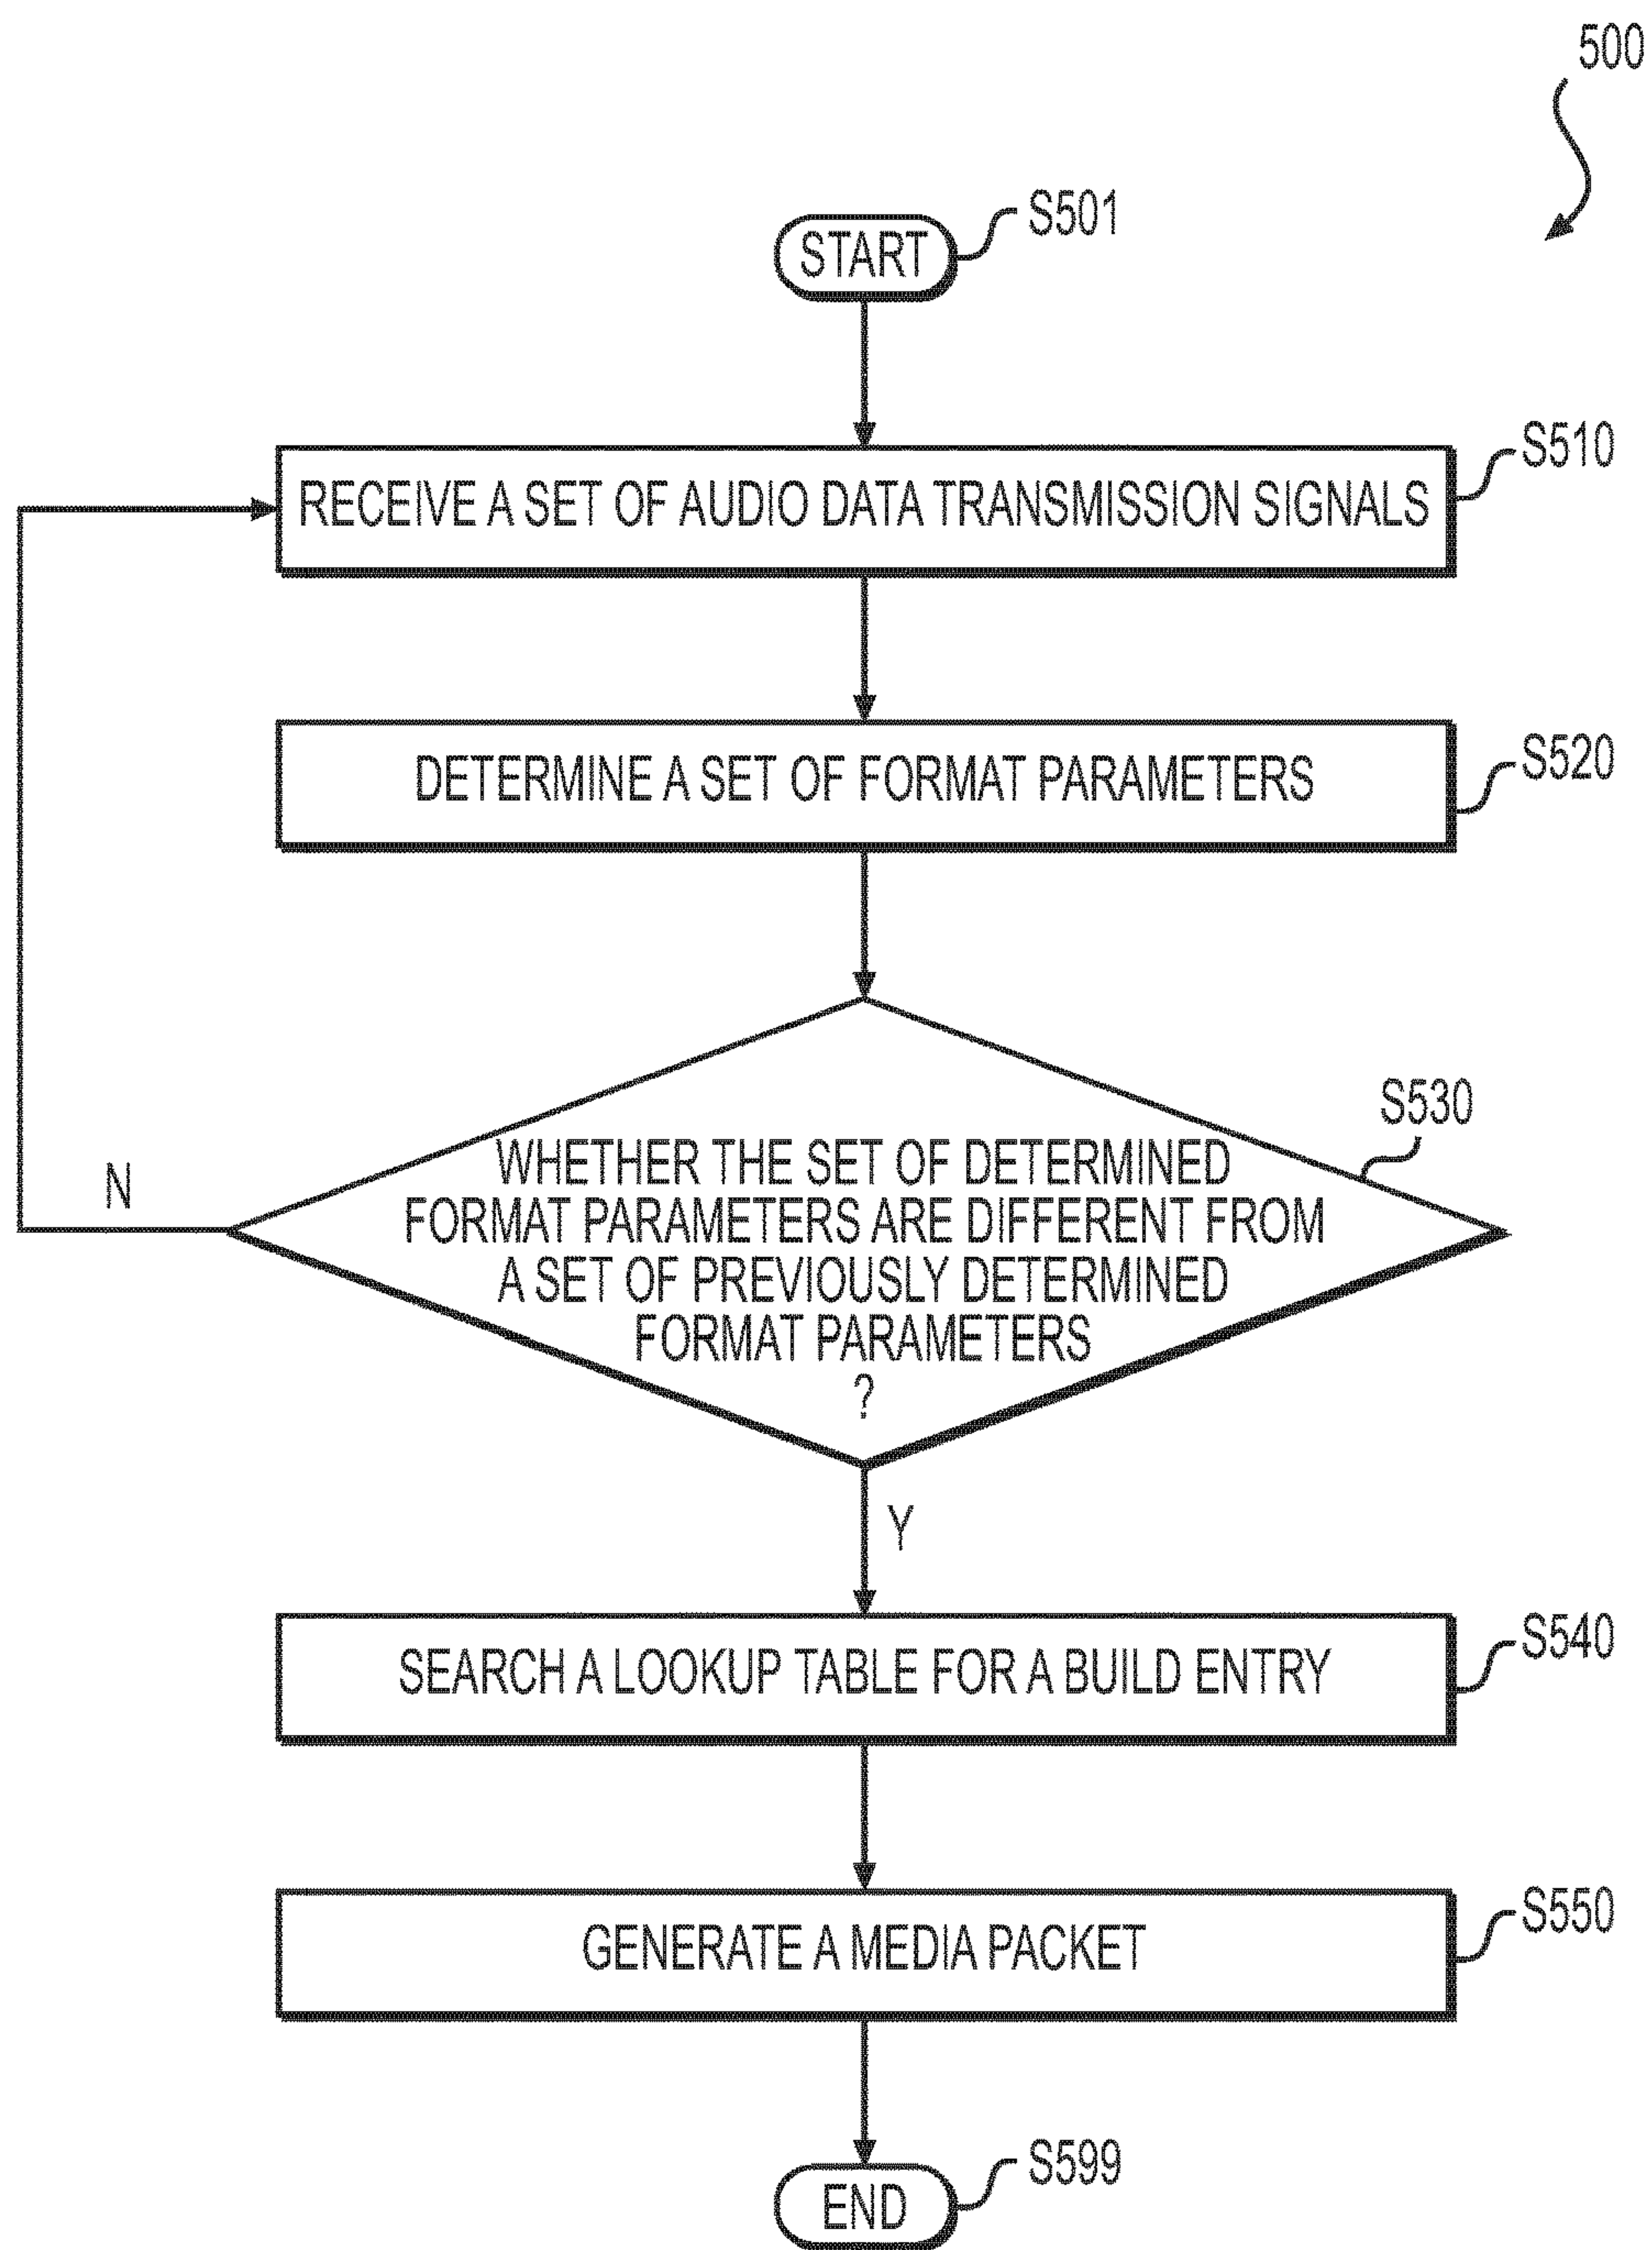 500
START
S501
RECEIVE A SET OF AUDIO DATA TRANSMISSION SIGNALS
S510
DETERMINE A SET OF FORMAT PARAMETERS
S520
S530
WHETHER THE SET OF DETERMINED
FORMAT PARAMETERS ARE DIFFERENT FROM
A SET OF PREVIOUSLY DETERMINED
FORMAT PARAMETERS
?
N
Y
SEARCH A LOOKUP TABLE FOR A BUILD ENTRY
S540
GENERATE A MEDIA PACKET
S550
END
S599